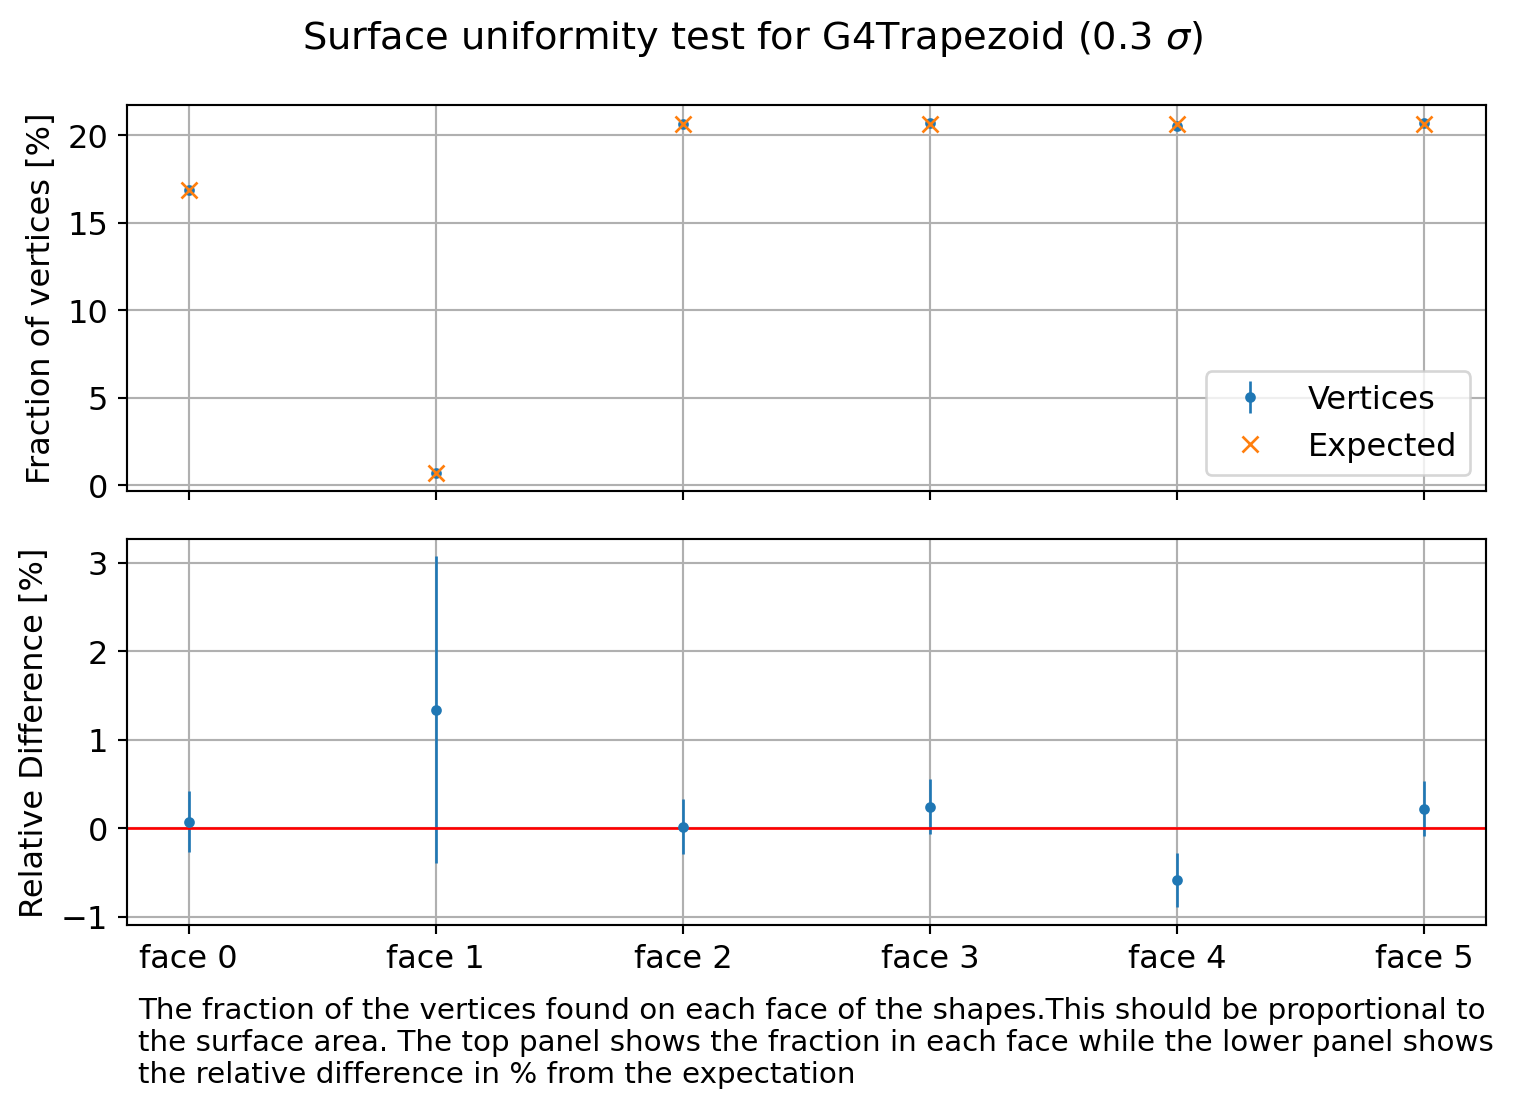 Surface uniformity test for G4Trapezoid (0.3 σ)
Fraction of vertices [%]
20
15
10
5
0
Vertices
Expected
Relative Difference [%]
3
2
1
0
−1
face 0 face 1 face 2 face 3 face 4 face 5
The fraction of the vertices found on each face of the shapes.This should be proportional to
the surface area. The top panel shows the fraction in each face while the lower panel shows
the relative difference in % from the expectation